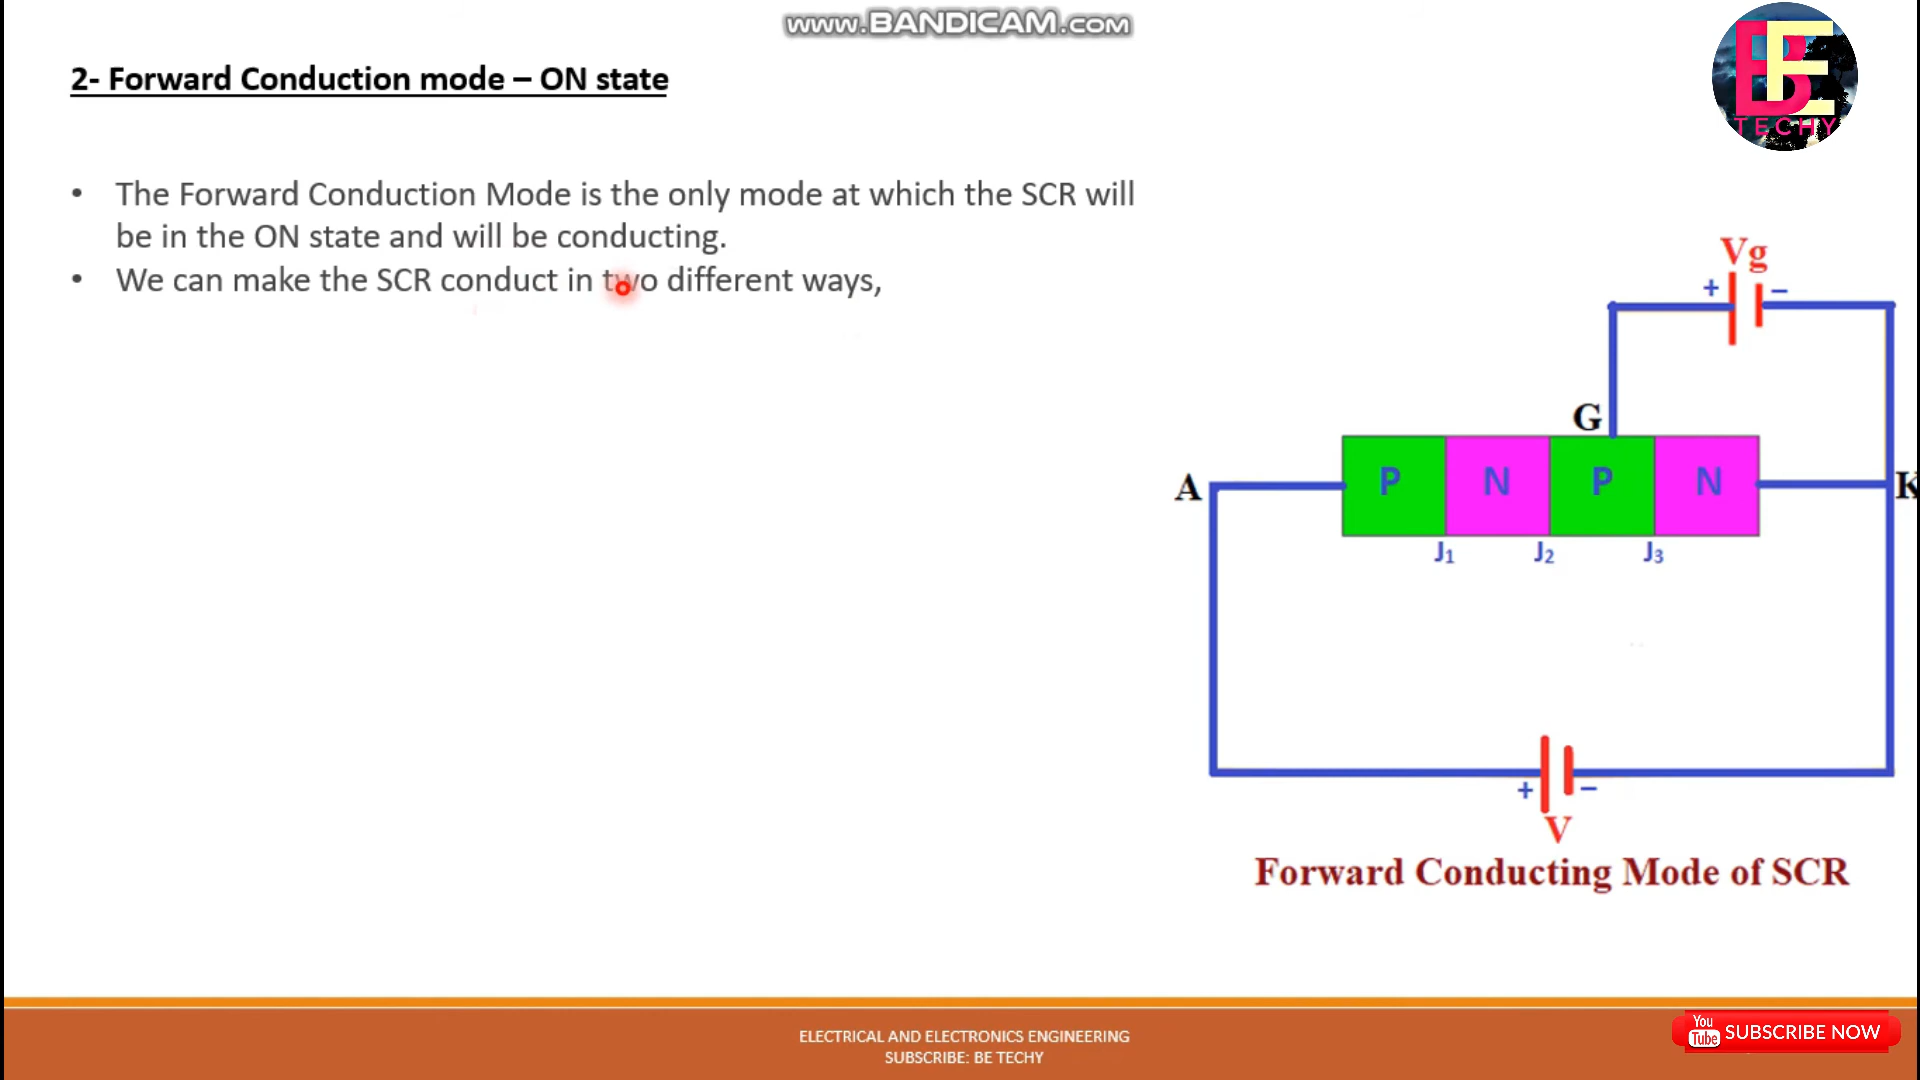 www.BANDICAM.com
BE
TECHY
2- Forward Conduction mode – ON state
• The Forward Conduction Mode is the only mode at which the SCR will
be in the ON state and will be conducting.
• We can make the SCR conduct in two different ways,
Vg
+ –
G
A
P N P N
K
J1 J2 J3
+ –
V
Forward Conducting Mode of SCR
ELECTRICAL AND ELECTRONICS ENGINEERING
SUBSCRIBE: BE TECHY
You
Tube
SUBSCRIBE NOW